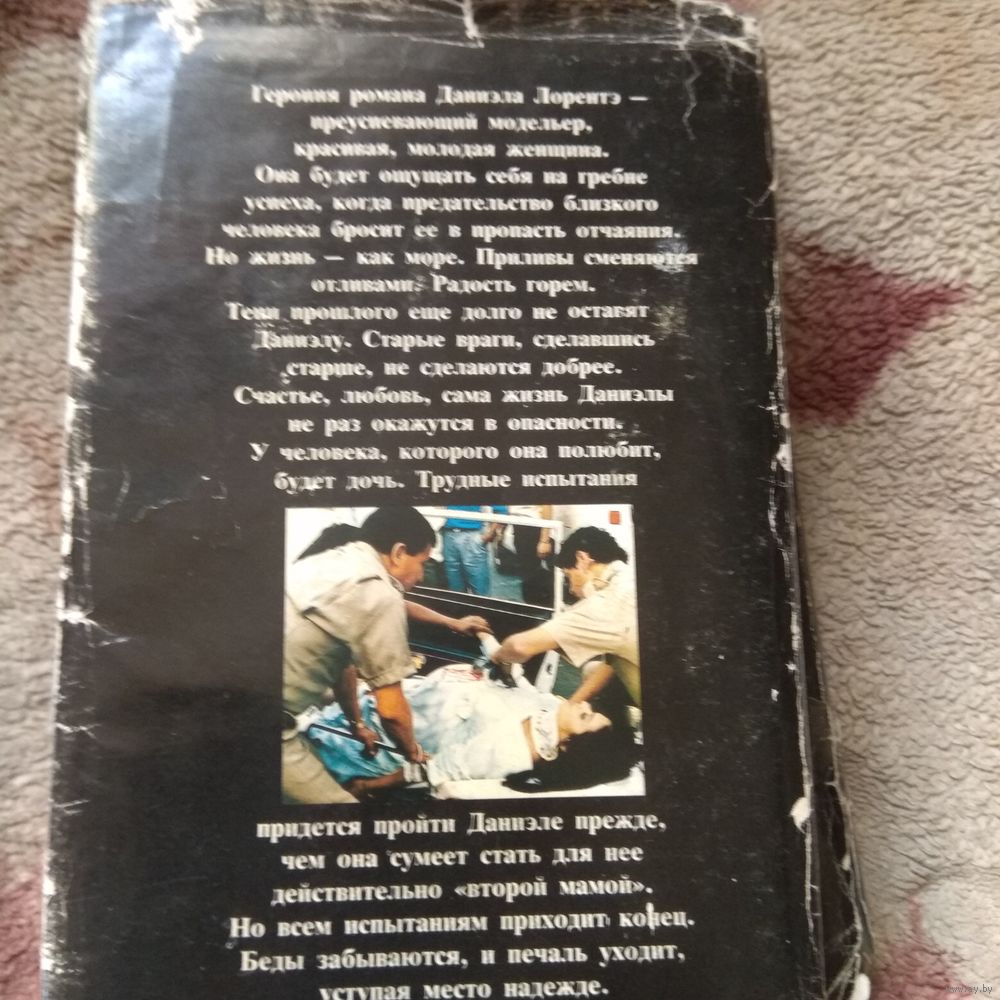 Героиня романа Даниэла Лорентэ –
преуспевающий модельер,
красивая, молодая женщина.
Она будет ощущать себя на гребне
успеха, когда предательство близкого
человека бросит ее в пропасть отчаяния.
Но жизнь – как море. Приливы сменяются
отливами. Радость горем.
Тени прошлого еще долго не оставят
Даниэлу. Старые враги, сделавшись
старше, не сделаются добрее.
Счастье, любовь, сама жизнь Даниэлы
не раз окажутся в опасности.
У человека, которого она полюбит,
будет дочь. Трудные испытания
придется пройти Даниэле прежде,
чем она сумеет стать для нее
действительно «второй мамой».
Но всем испытаниям приходит конец.
Беды забываются, и печаль уходит,
уступая место надежде.